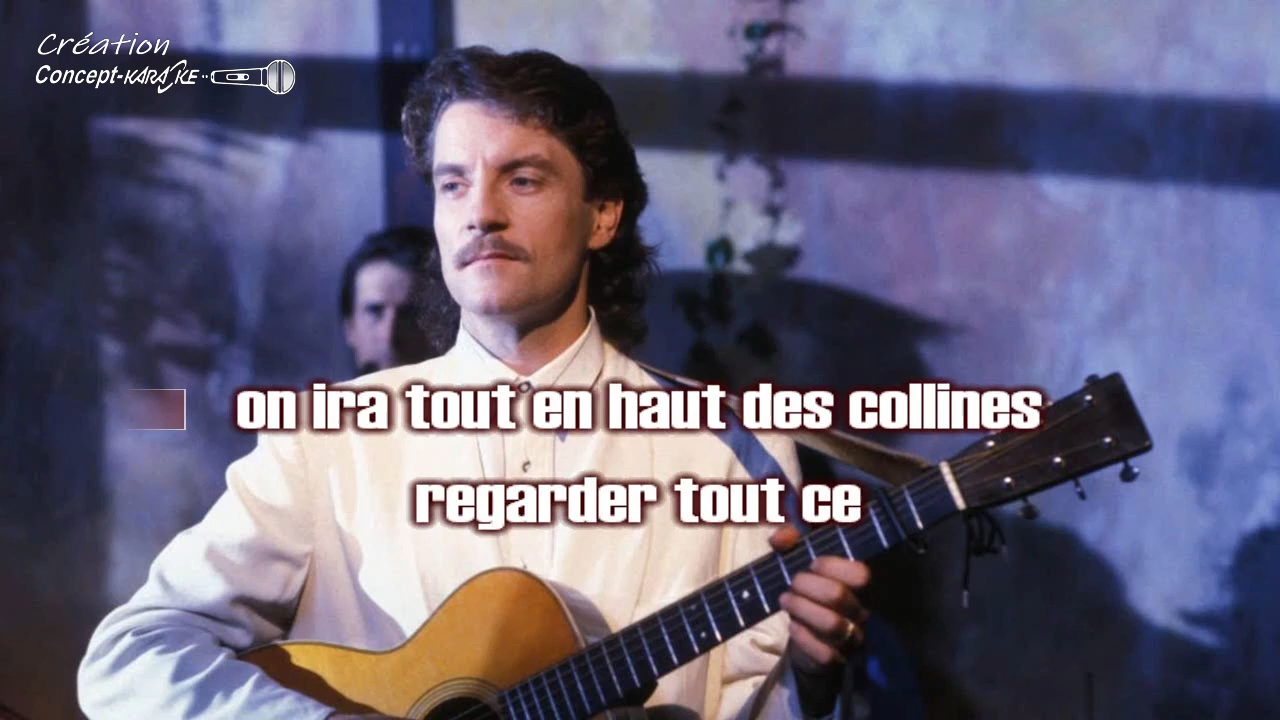 Création
Concept-KARAOKE
on ira tout en haut des collines
regarder tout ce